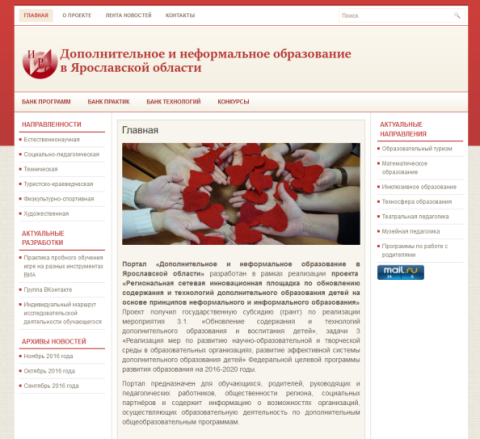 ГЛАВНАЯ
О ПРОЕКТЕ
ЛЕНТА НОВОСТЕЙ
КОНТАКТЫ
Поиск
Дополнительное и неформальное образование
в Ярославской области
БАНК ПРОГРАММ
БАНК ПРАКТИК
БАНК ТЕХНОЛОГИЙ
КОНКУРСЫ
НАПРАВЛЕННОСТИ
Естественнонаучная
Социально-педагогическая
Техническая
Туристско-краеведческая
Физкультурно-спортивная
Художественная
АКТУАЛЬНЫЕ
РАЗРАБОТКИ
Практика пробного обучения
игре на разных инструментах
ВИА
Группа ВКонтакте
Индивидуальный маршрут
исследовательской
деятельности обучающегося
АРХИВЫ НОВОСТЕЙ
Ноябрь 2016 года
Октябрь 2016 года
Сентябрь 2016 года
Главная
Портал «Дополнительное и неформальное образование в
Ярославской области» разработан в рамках реализации проекта
«Региональная сетевая инновационная площадка по обновлению
содержания и технологий дополнительного образования детей на
основе принципов неформального и информального образования»
Проект получил государственную субсидию (грант) по реализации
мероприятия 3.1. «Обновление содержания и технологий
дополнительного образования и воспитания детей», задачи 3
«Реализация мер по развитию научно-образовательной и творческой
среды в образовательных организациях, развитие эффективной системы
дополнительного образования детей» Федеральной целевой программы
развития образования на 2016-2020 годы.
Портал предназначен для обучающихся, родителей, руководящих и
педагогических работников, общественности региона, социальных
партнёров и содержит информацию о возможностях организаций,
осуществляющих образовательную деятельность по дополнительным
общеобразовательным программам.
АКТУАЛЬНЫЕ
НАПРАВЛЕНИЯ
Образовательный туризм
Математическое
образование
Инклюзивное образование
Техносфера образования
Театральная педагогика
Музейная педагогика
Программы по работе с
родителями
mail.ru